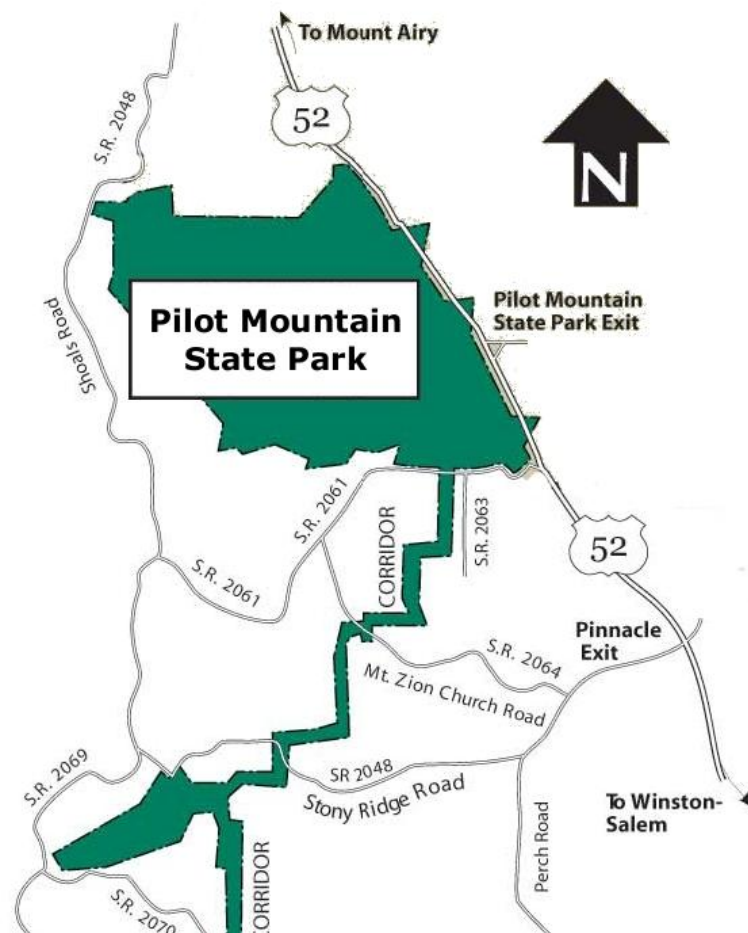 To Mount Airy
52
S.R. 2048
N
Pilot Mountain
State Park Exit
Pilot Mountain
State Park
Shoals Road
S.R. 2061
S.R. 2063
CORRIDOR
52
S.R. 2061
Pinnacle
Exit
S.R. 2064
Mt. Zion Church Road
S.R. 2069
SR 2048
Stony Ridge Road
To Winston-
Salem
Perch Road
CORRIDOR
S.R. 2070